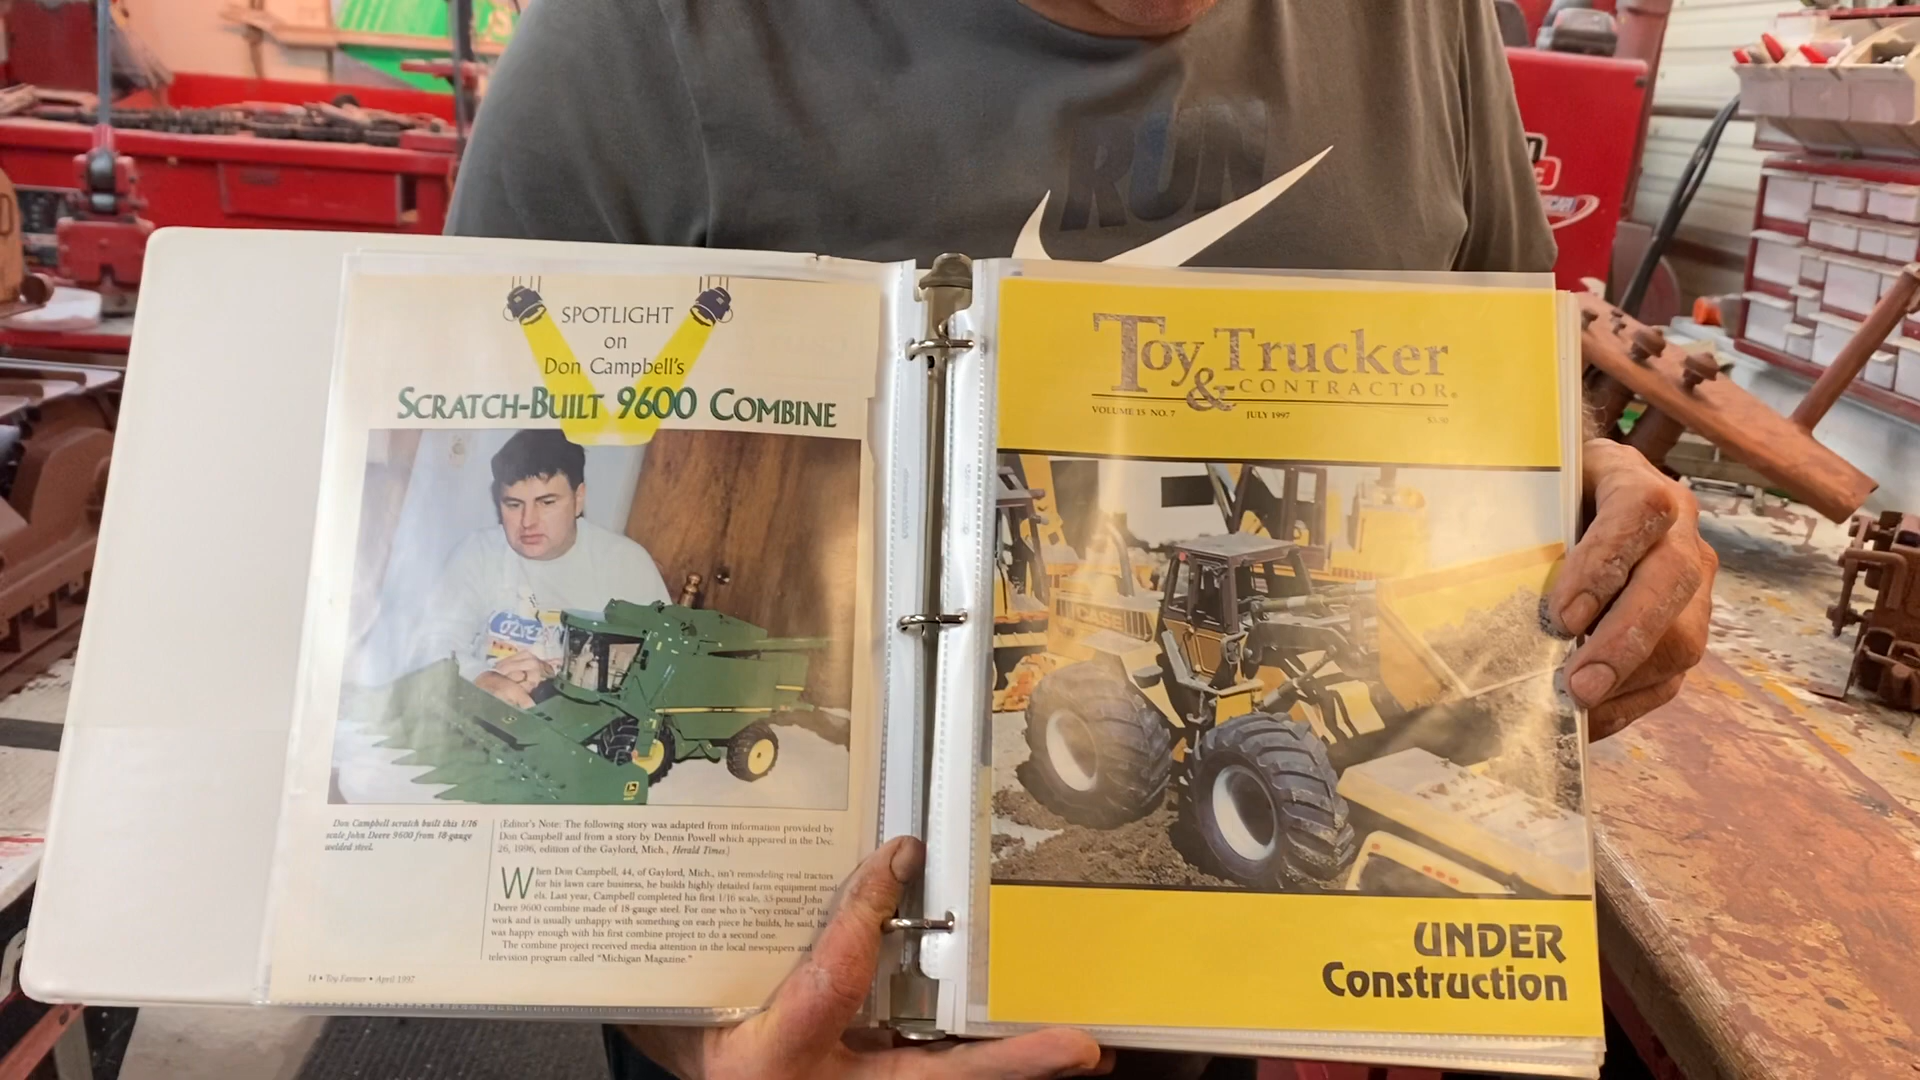 RUN
SPOTLIGHT
on
Don Campbell's
SCRATCH-BUILT 9600 COMBINE
Don Campbell scratch built this 1/16
scale John Deere 9600 from 18-gauge
welded steel.
(Editor's Note: The following story was adapted from information provided by
Don Campbell and from a story by Dennis Powell which appeared in the Dec.
26, 1996, edition of the Gaylord, Mich., Herald Times.)
When Don Campbell, 44, of Gaylord, Mich., isn't remodeling real tractors
for his lawn care business, he builds highly detailed farm equipment mod-
els. Last year, Campbell completed his first 1/16 scale, 35-pound John
Deere 9600 combine made of 18-gauge steel. For one who is "very critical" of his
work and is usually unhappy with something on each piece he builds, he said, he
was happy enough with his first combine project to do a second one.
The combine project received media attention in the local newspapers and
television program called "Michigan Magazine."
14 • Toy Farmer • April 1997
Toy Trucker
& CONTRACTOR
VOLUME 15 NO. 7 JULY 1997
CASE
UNDER
Construction